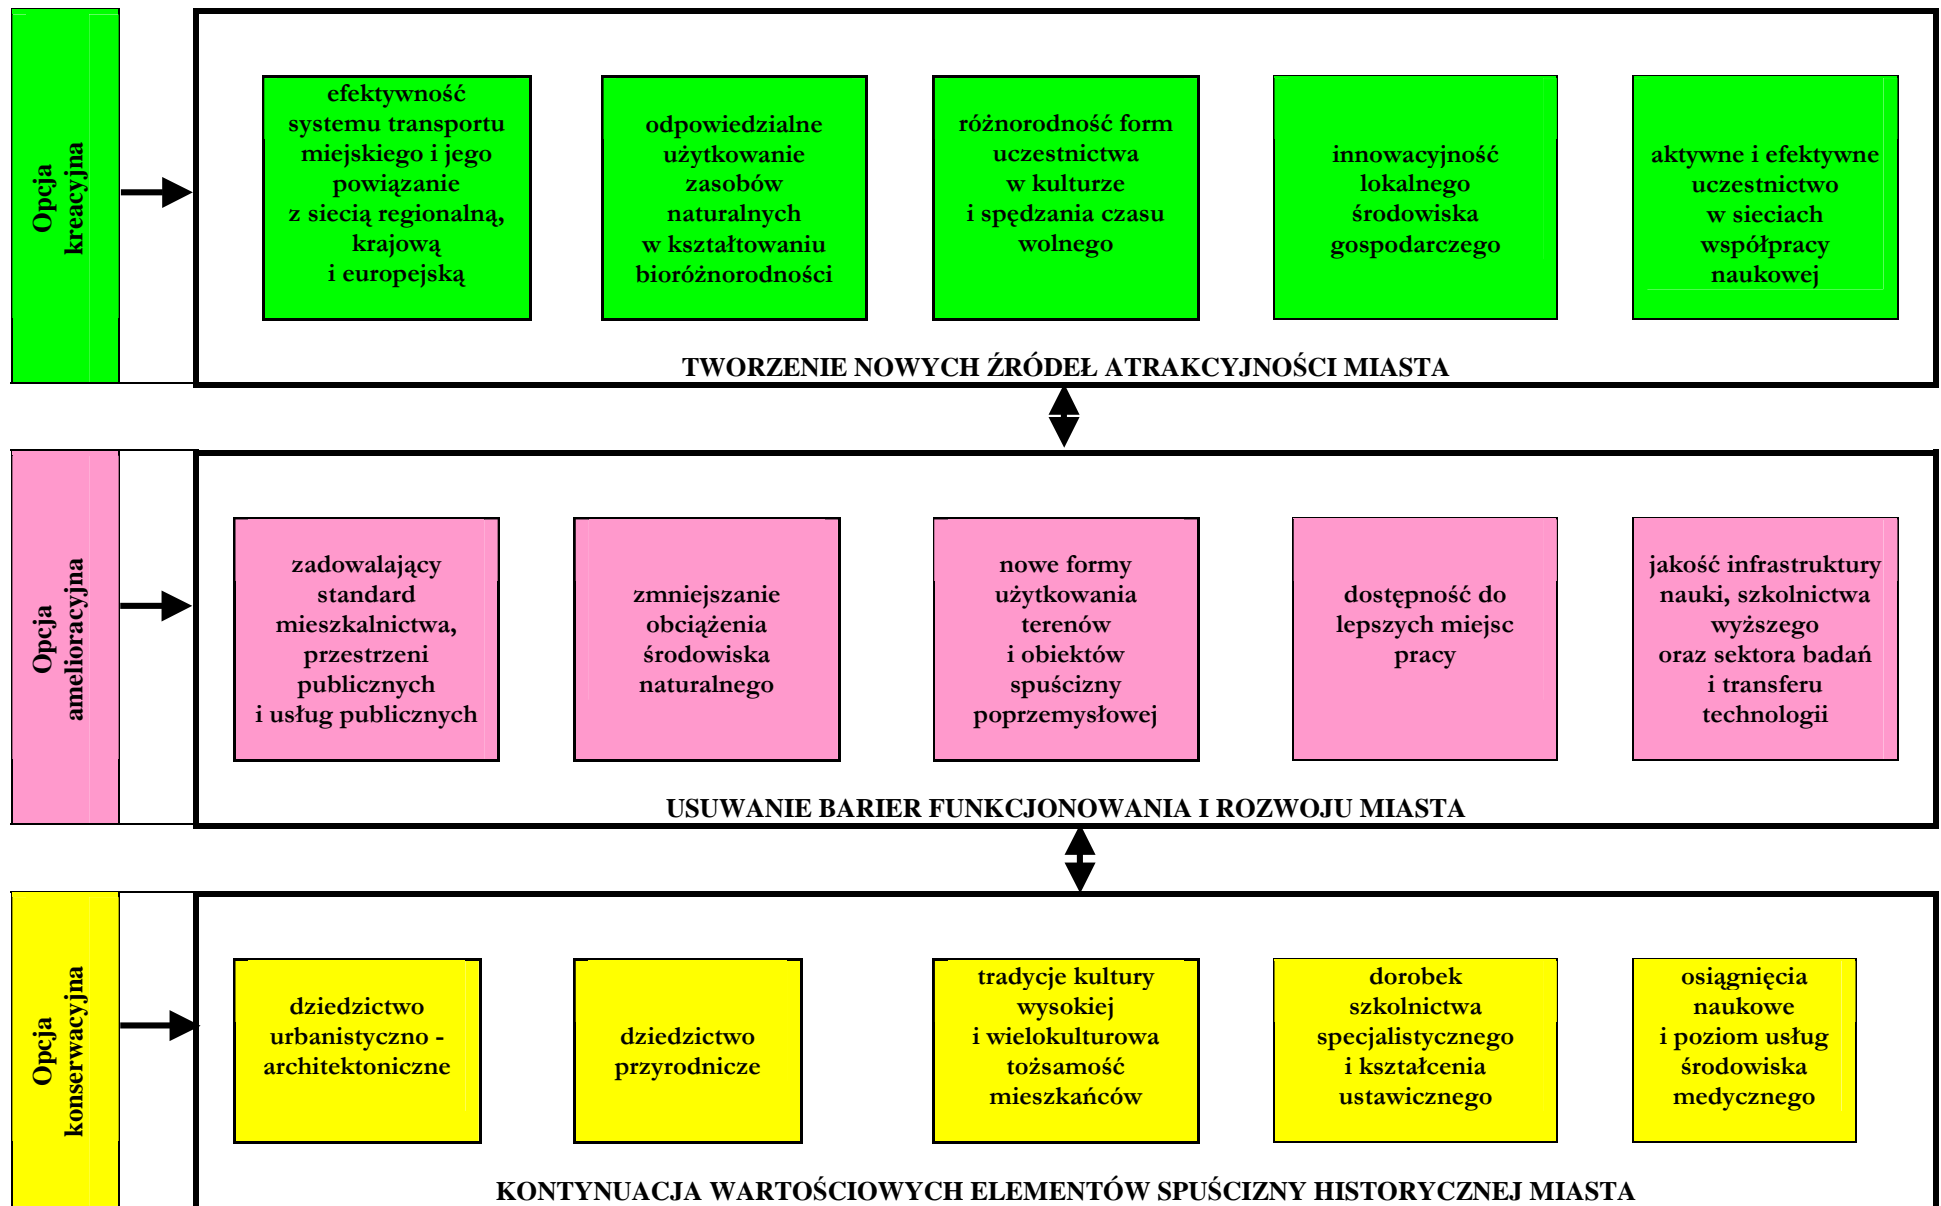 Opcja
kreacyjna
efektywność
systemu transportu
miejskiego i jego
powiązanie
z siecią regionalną,
krajową
i europejską
odpowiedzialne
użytkowanie
zasobów
naturalnych
w kształtowaniu
bioróżnorodności
różnorodność form
uczestnictwa
w kulturze
i spędzania czasu
wolnego
innowacyjność
lokalnego
środowiska
gospodarczego
aktywne i efektywne
uczestnictwo
w sieciach
współpracy
naukowej
TWORZENIE NOWYCH ŹRÓDEŁ ATRAKCYJNOŚCI MIASTA
Opcja
amelioracyjna
zadowalający
standard
mieszkalnictwa,
przestrzeni
publicznych
i usług publicznych
zmniejszanie
obciążenia
środowiska
naturalnego
nowe formy
użytkowania
terenów
i obiektów
spuścizny
poprzemysłowej
dostępność do
lepszych miejsc
pracy
jakość infrastruktury
nauki, szkolnictwa
wyższego
oraz sektora badań
i transferu
technologii
USUWANIE BARIER FUNKCJONOWANIA I ROZWOJU MIASTA
Opcja
konserwacyjna
dziedzictwo
urbanistyczno -
architektoniczne
dziedzictwo
przyrodnicze
tradycje kultury
wysokiej
i wielokulturowa
tożsamość
mieszkańców
dorobek
szkolnictwa
specjalistycznego
i kształcenia
ustawicznego
osiągnięcia
naukowe
i poziom usług
środowiska
medycznego
KONTYNUACJA WARTOŚCIOWYCH ELEMENTÓW SPUŚCIZNY HISTORYCZNEJ MIASTA